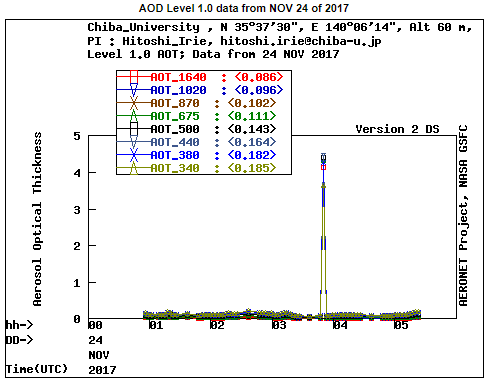 AOD Level 1.0 data from NOV 24 of 2017
Chiba_University , N 35°37'30", E 140°06'14", Alt 60 m,
PI : Hitoshi_Irie, hitoshi.irie@chiba-u.jp
Level 1.0 AOT; Data from 24 NOV 2017
AOT_1640 : <0.086>
AOT_1020 : <0.096>
AOT_870 : <0.102>
AOT_675 : <0.111>
AOT_500 : <0.143>
AOT_440 : <0.164>
AOT_380 : <0.182>
AOT_340 : <0.185>
Version 2 DS
Aerosol Optical Thickness
5
4
3
2
1
0
AERONET Project, NASA GSFC
hh-> 00 01 02 03 04 05
DD-> 24
NOV
Time(UTC) 2017